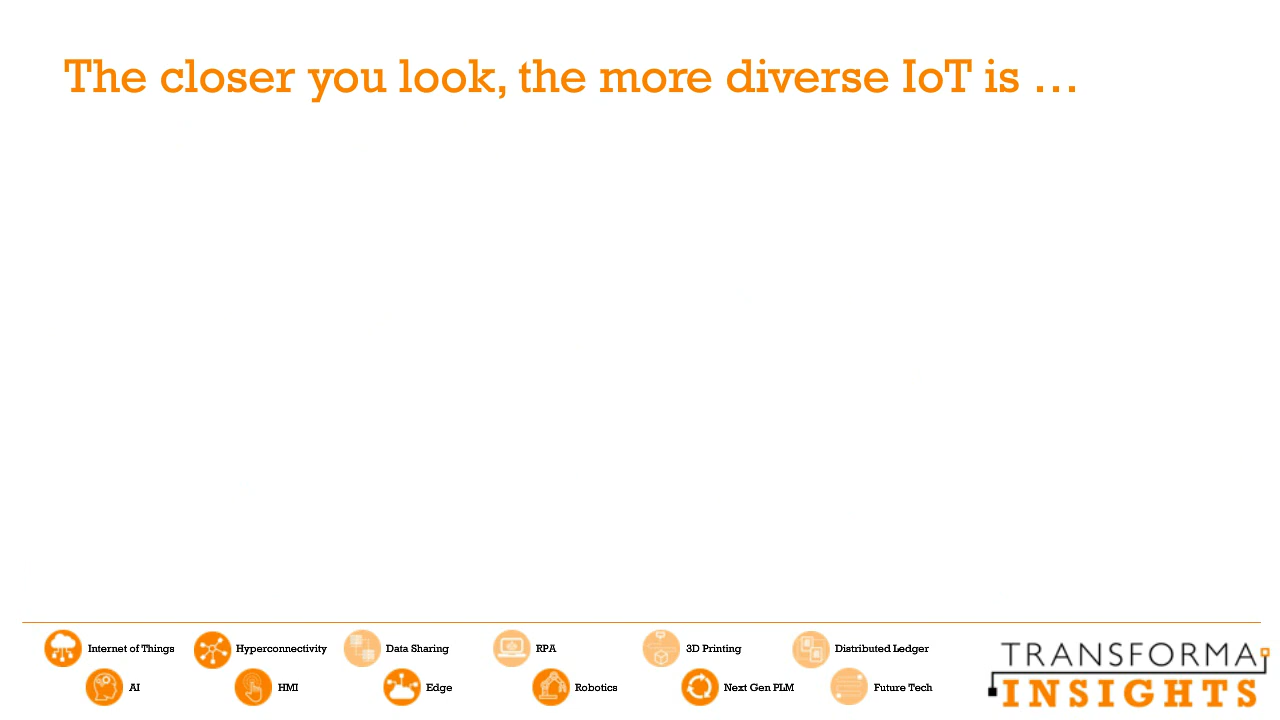 The closer you look, the more diverse IoT is …
Internet of Things
Hyperconnectivity
Data Sharing
RPA
3D Printing
Distributed Ledger
AI
HMI
Edge
Robotics
Next Gen PLM
Future Tech
TRANSFORMA
INSIGHTS